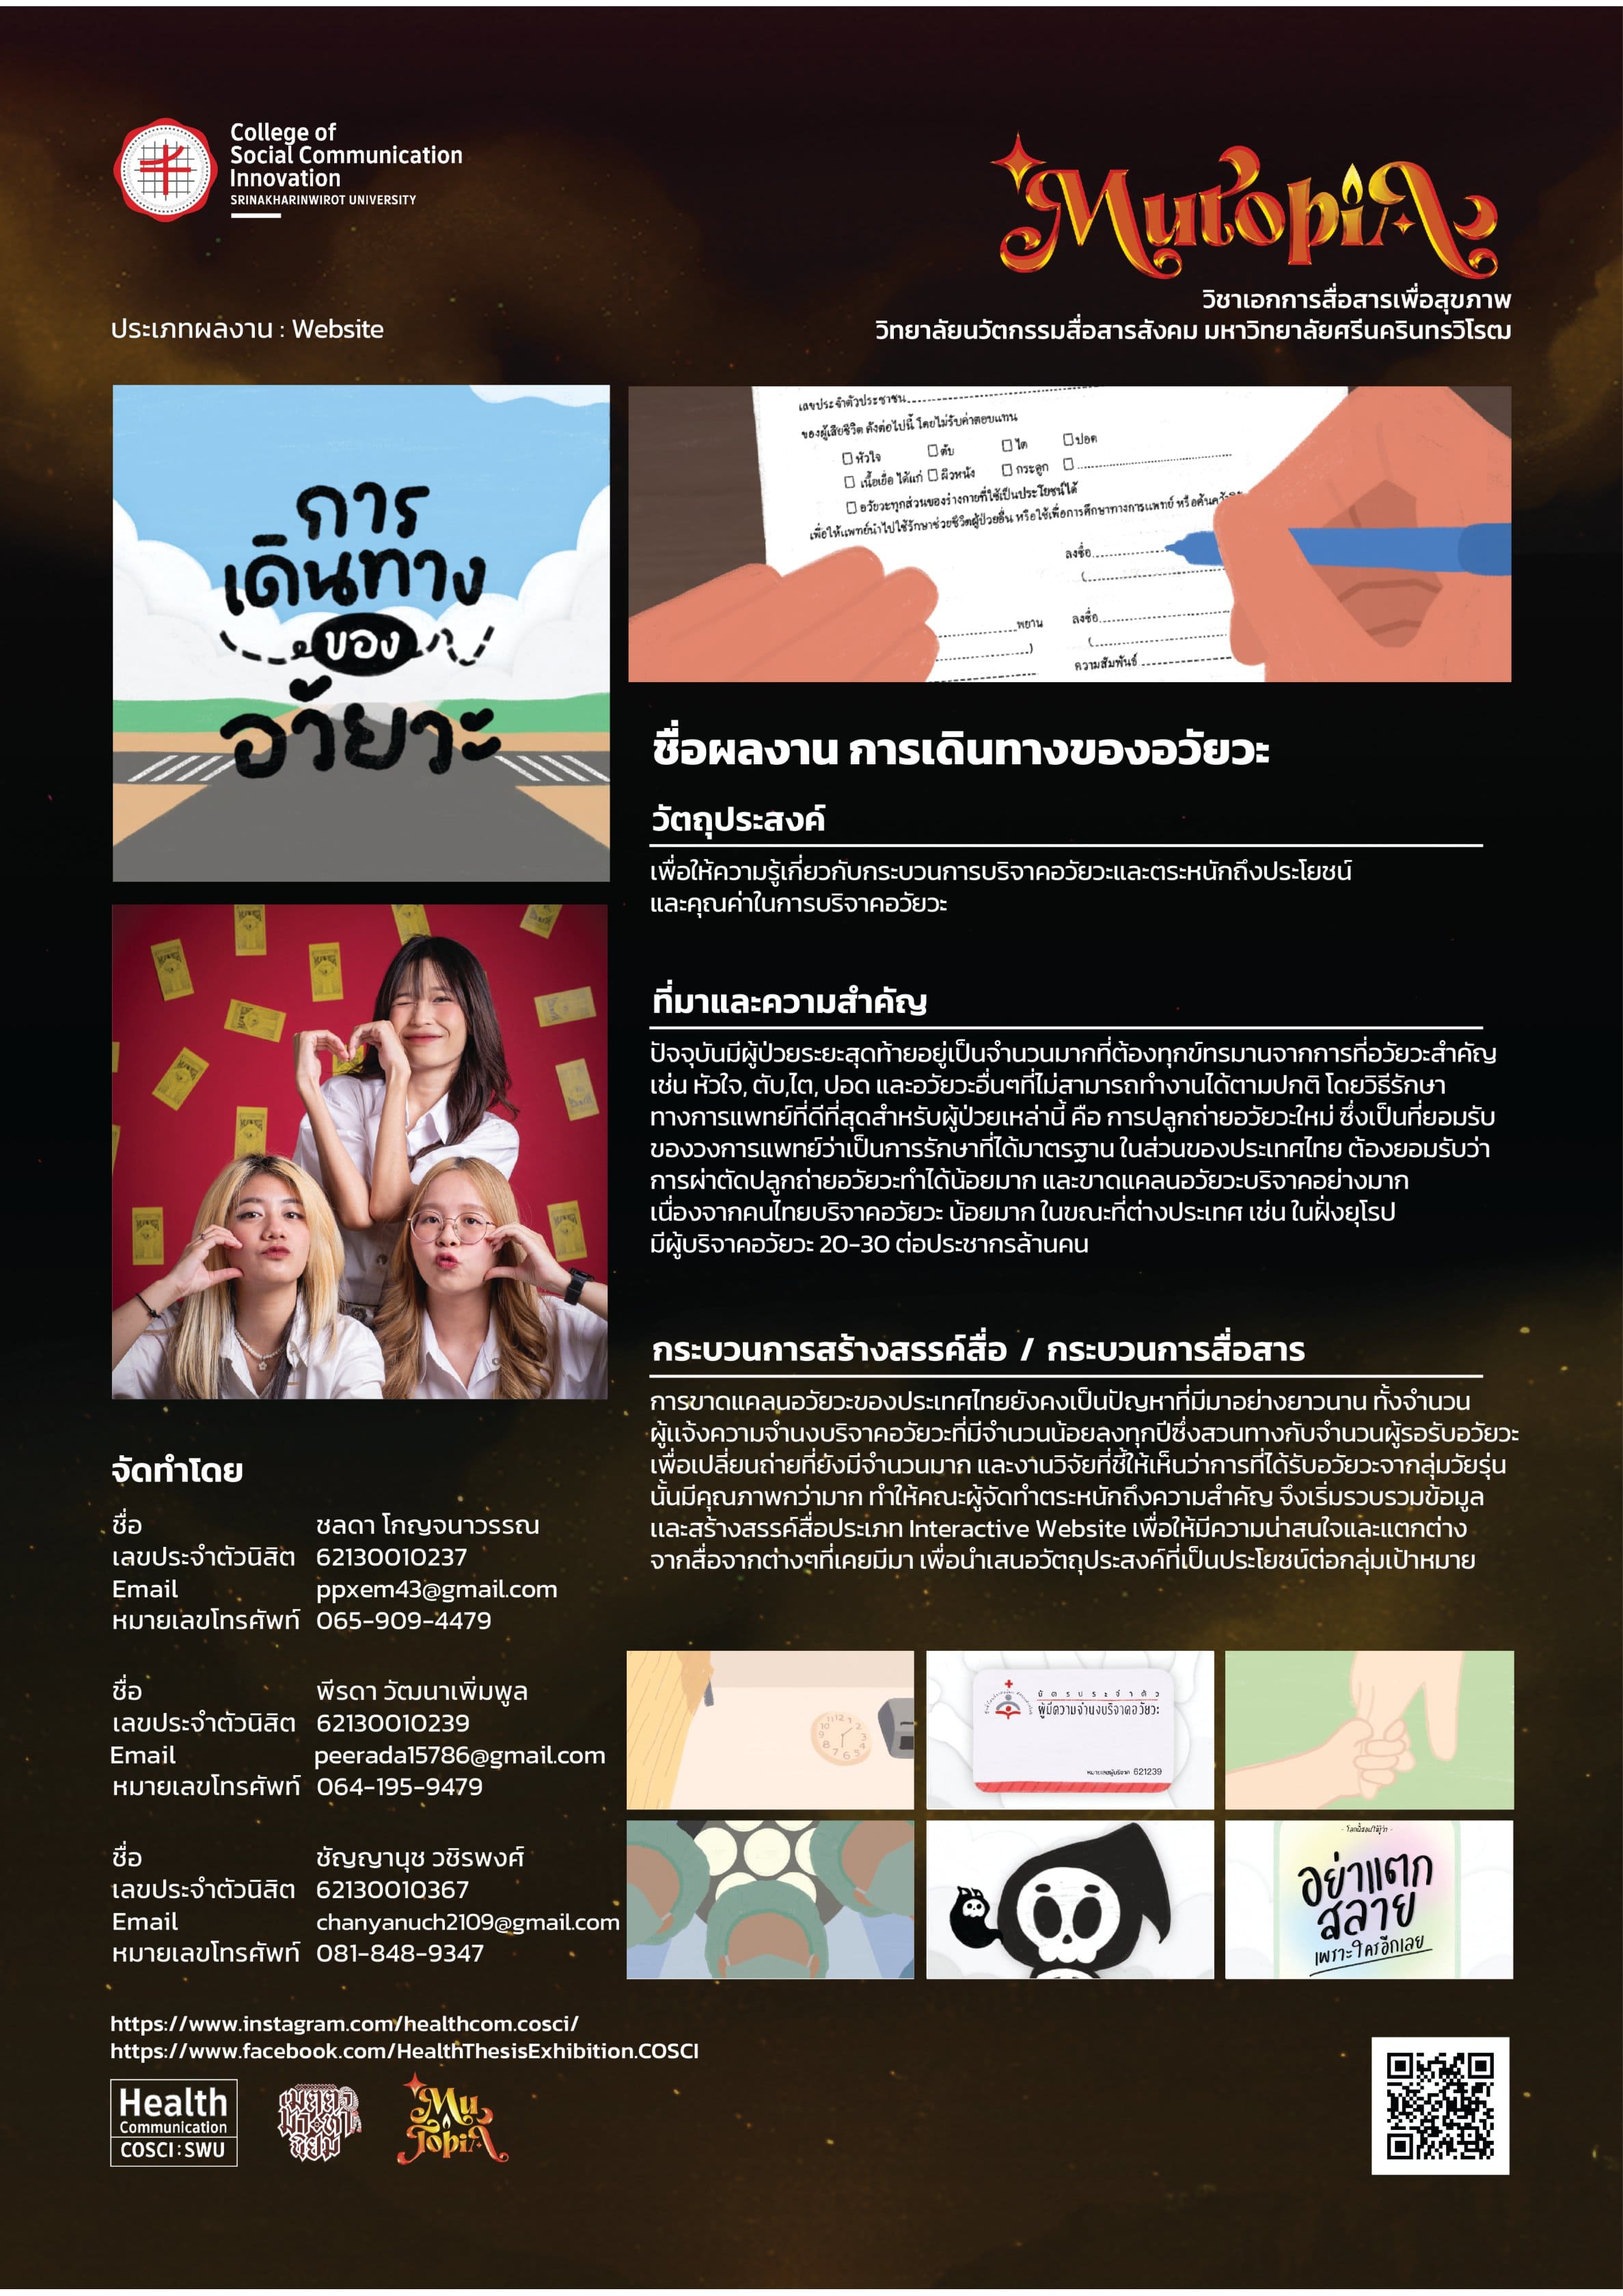 College of
Social Communication
Innovation
SRINAKHARINWIROT UNIVERSITY
Mutopia
วิชาเอกการสื่อสารเพื่อสุขภาพ
วิทยาลัยนวัตกรรมสื่อสารสังคม มหาวิทยาลัยศรีนครินทรวิโรฒ
ประเภทผลงาน : Website
การ
เดินทาง
ของ
อวัยวะ
เลขประจำตัวประชาชน
ของผู้เสียชีวิต ดังต่อไปนี้ โดยไม่รับค่าตอบแทน
หัวใจ ตับ ไต ปอด
เนื้อเยื่อ ได้แก่ ผิวหนัง กระดูก
อวัยวะทุกส่วนของร่างกายที่ใช้เป็นประโยชน์ได้
เพื่อให้แพทย์นำไปใช้รักษาช่วยชีวิตผู้ป่วยอื่น หรือใช้เพื่อการศึกษาทางการแพทย์ หรือค้นคว้า
ลงชื่อ
(
พยาน ลงชื่อ
) (
ความสัมพันธ์
ชื่อผลงาน การเดินทางของอวัยวะ
วัตถุประสงค์
เพื่อให้ความรู้เกี่ยวกับกระบวนการบริจาคอวัยวะและตระหนักถึงประโยชน์
และคุณค่าในการบริจาคอวัยวะ
ที่มาและความสำคัญ
ปัจจุบันมีผู้ป่วยระยะสุดท้ายอยู่เป็นจำนวนมากที่ต้องทุกข์ทรมานจากการที่อวัยวะสำคัญ
เช่น หัวใจ, ตับ,ไต, ปอด และอวัยวะอื่นๆที่ไม่สามารถทำงานได้ตามปกติ โดยวิธีรักษา
ทางการแพทย์ที่ดีที่สุดสำหรับผู้ป่วยเหล่านี้ คือ การปลูกถ่ายอวัยวะใหม่ ซึ่งเป็นที่ยอมรับ
ของวงการแพทย์ว่าเป็นการรักษาที่ได้มาตรฐาน ในส่วนของประเทศไทย ต้องยอมรับว่า
การผ่าตัดปลูกถ่ายอวัยวะทำได้น้อยมาก และขาดแคลนอวัยวะบริจาคอย่างมาก
เนื่องจากคนไทยบริจาคอวัยวะ น้อยมาก ในขณะที่ต่างประเทศ เช่น ในฝั่งยุโรป
มีผู้บริจาคอวัยวะ 20-30 ต่อประชากรล้านคน
กระบวนการสร้างสรรค์สื่อ / กระบวนการสื่อสาร
การขาดแคลนอวัยวะของประเทศไทยยังคงเป็นปัญหาที่มีมาอย่างยาวนาน ทั้งจำนวน
ผู้แจ้งความจำนงบริจาคอวัยวะที่มีจำนวนน้อยลงทุกปีซึ่งสวนทางกับจำนวนผู้รอรับอวัยวะ
เพื่อเปลี่ยนถ่ายที่ยังมีจำนวนมาก และงานวิจัยที่ชี้ให้เห็นว่าการที่ได้รับอวัยวะจากลุ่มวัยรุ่น
นั้นมีคุณภาพกว่ามาก ทำให้คณะผู้จัดทำตระหนักถึงความสำคัญ จึงเริ่มรวบรวมข้อมูล
และสร้างสรรค์สื่อประเภท Interactive Website เพื่อให้มีความน่าสนใจและแตกต่าง
จากสื่อจากต่างๆที่เคยมีมา เพื่อนำเสนอวัตถุประสงค์ที่เป็นประโยชน์ต่อกลุ่มเป้าหมาย
จัดทำโดย
ชื่อ ชลดา โกญจนาวรรณ
เลขประจำตัวนิสิต 62130010237
Email ppxem43@gmail.com
หมายเลขโทรศัพท์ 065-909-4479
ชื่อ พีรดา วัฒนาเพิ่มพูล
เลขประจำตัวนิสิต 62130010239
Email peerada15786@gmail.com
หมายเลขโทรศัพท์ 064-195-9479
ชื่อ ชัญญานุช วชิรพงศ์
เลขประจำตัวนิสิต 62130010367
Email chanyanuch2109@gmail.com
หมายเลขโทรศัพท์ 081-848-9347
บัตรประจำตัว
ผู้มีความจำนงบริจาคอวัยวะ
หมายเลขผู้บริจาค 621239
อย่าแตก
สลาย
เพราะใครอีกเลย
https://www.instagram.com/healthcom.cosci/
https://www.facebook.com/HealthThesisExhibition.COSCI
Health
Communication
COSCI:SWU
Mu
Topia